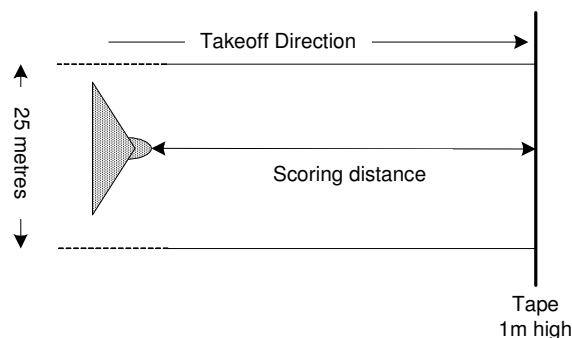 Takeoff Direction
25 metres
Scoring distance
Tape
1m high